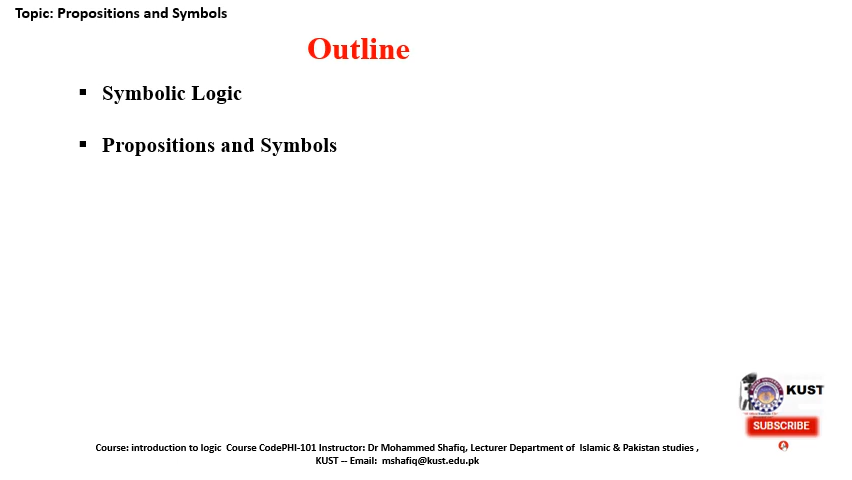 Topic: Propositions and Symbols
Outline
▪ Symbolic Logic
▪ Propositions and Symbols
KUST
SUBSCRIBE
Course: introduction to logic Course CodePHI-101 Instructor: Dr Mohammed Shafiq, Lecturer Department of Islamic & Pakistan studies ,
KUST -- Email: mshafiq@kust.edu.pk